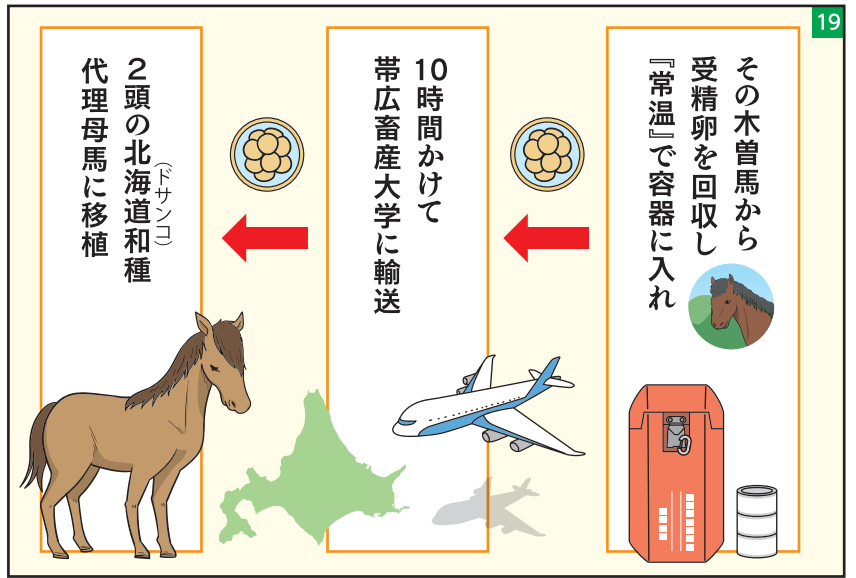 19
その木曽馬から
受精卵を回収し
『常温』で容器に入れ
10時間かけて
帯広畜産大学に輸送
2頭の北海道和種
(ドサンコ)
代理母馬に移植